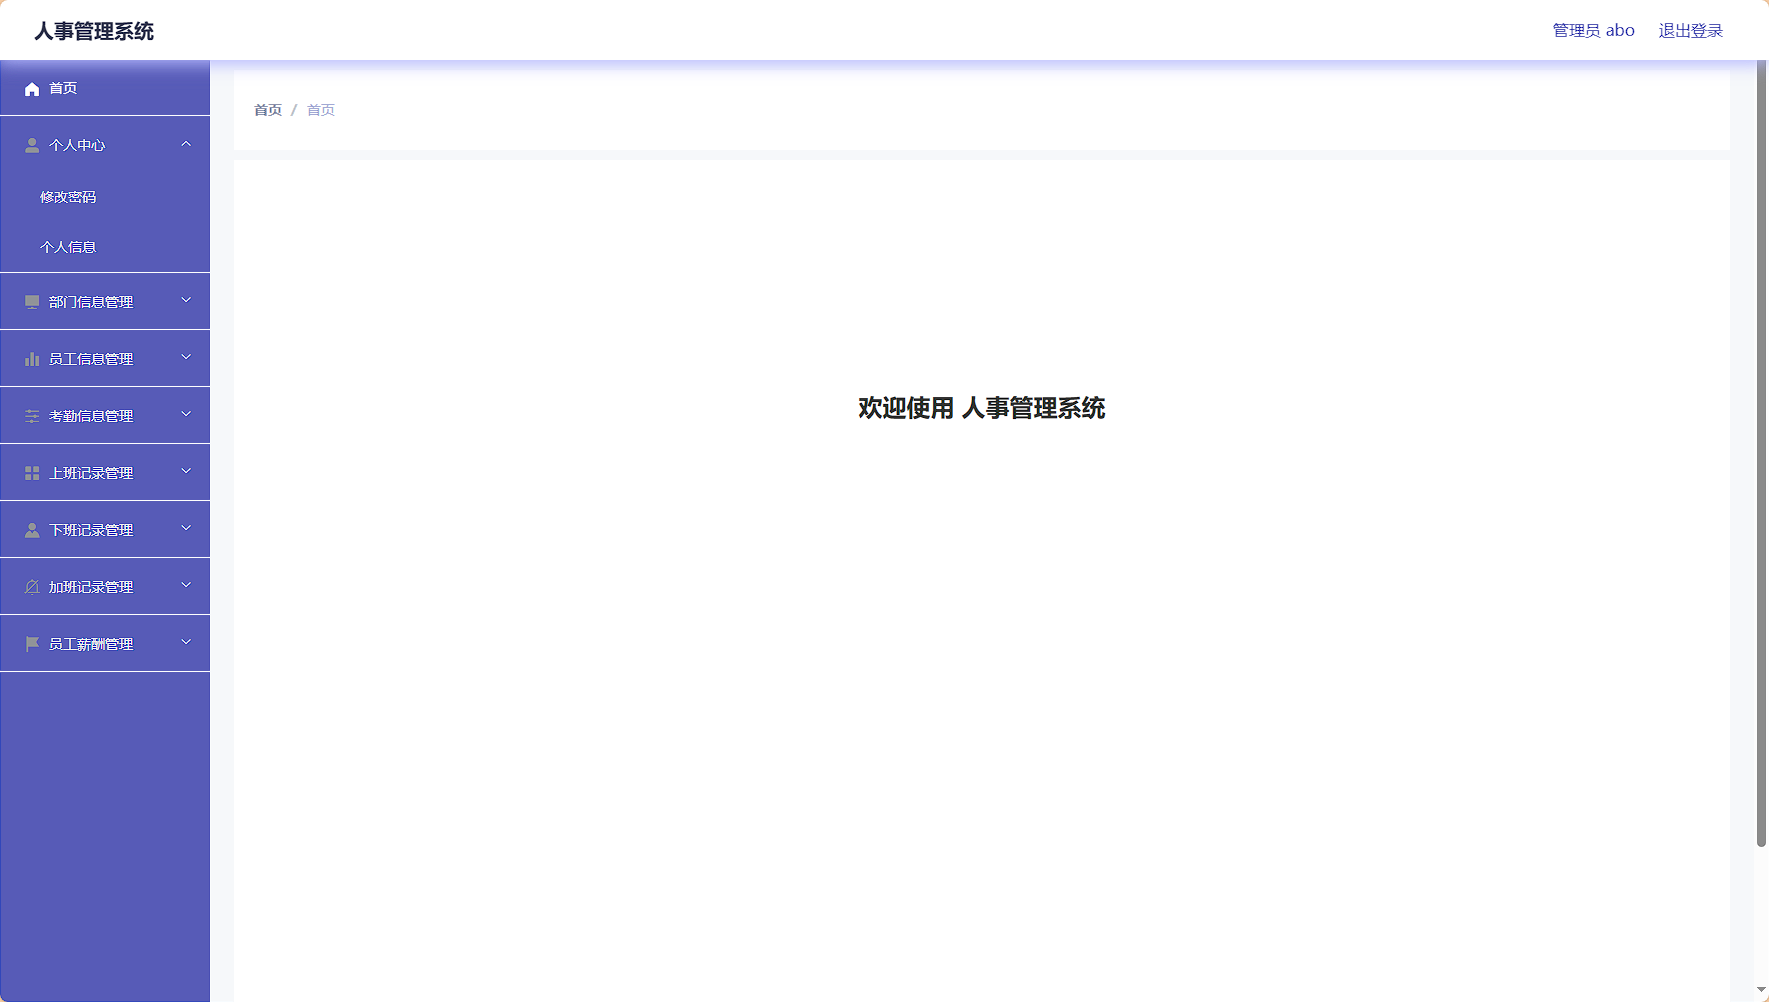 人事管理系统
管理员 abo 退出登录
首页
首页 / 首页
个人中心
修改密码
个人信息
部门信息管理
员工信息管理
考勤信息管理
上班记录管理
下班记录管理
加班记录管理
员工薪酬管理
欢迎使用 人事管理系统